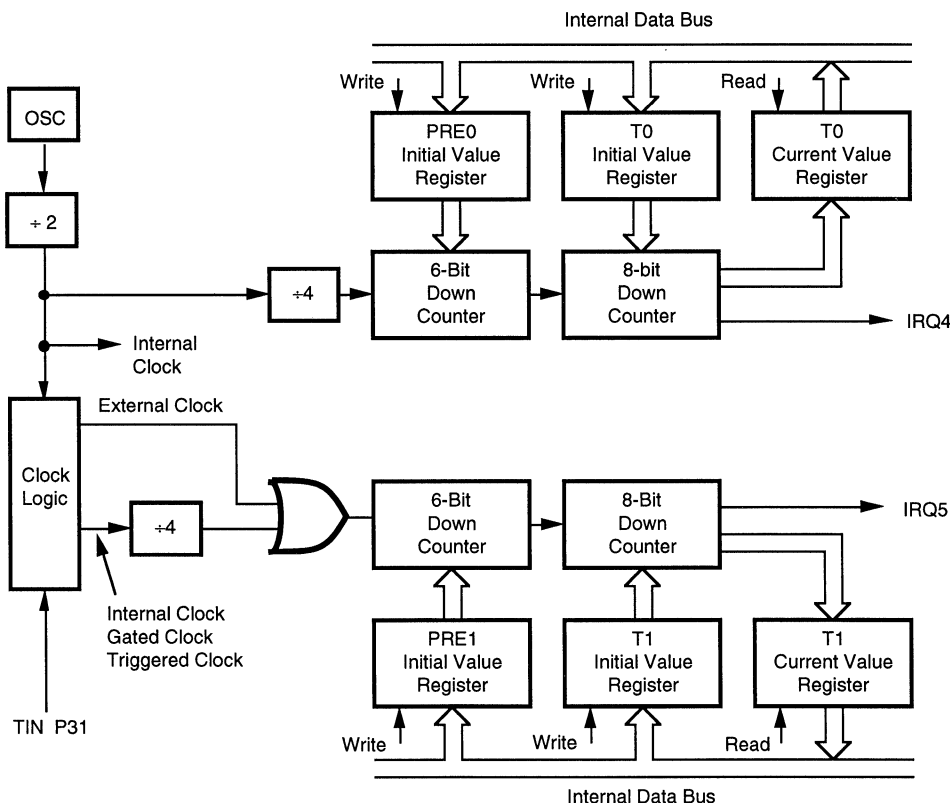 Internal Data Bus
Write
Write
Read
OSC
PRE0
Initial Value
Register
T0
Initial Value
Register
T0
Current Value
Register
÷ 2
6-Bit
Down
Counter
8-bit
Down
Counter
÷4
IRQ4
Internal
Clock
External Clock
Clock
Logic
÷4
6-Bit
Down
Counter
8-Bit
Down
Counter
IRQ5
Internal Clock
Gated Clock
Triggered Clock
PRE1
Initial Value
Register
T1
Initial Value
Register
T1
Current Value
Register
TIN P31
Write
Write
Read
Internal Data Bus